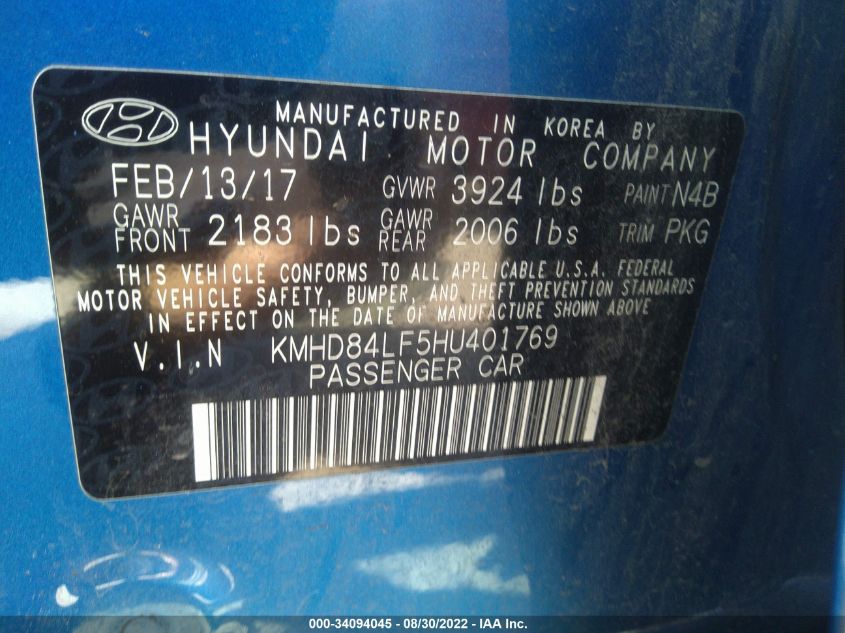 MANUFACTURED IN KOREA BY
HYUNDAI MOTOR COMPANY
FEB/13/17 GVWR 3924 lbs PAINT N4B
GAWR FRONT 2183 lbs GAWR REAR 2006 lbs TRIM PKG
THIS VEHICLE CONFORMS TO ALL APPLICABLE U.S.A. FEDERAL
MOTOR VEHICLE SAFETY, BUMPER, AND THEFT PREVENTION STANDARDS
IN EFFECT ON THE DATE OF MANUFACTURE SHOWN ABOVE
V.I.N KMHD84LF5HU401769
PASSENGER CAR
000-34094045 - 08/30/2022 - IAA Inc.